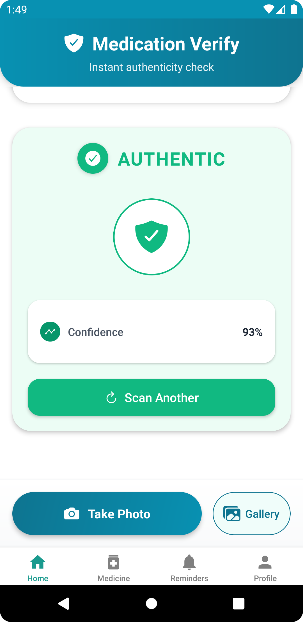 1:49
Medication Verify
Instant authenticity check
AUTHENTIC
Confidence 93%
Scan Another
Take Photo Gallery
Home Medicine Reminders Profile